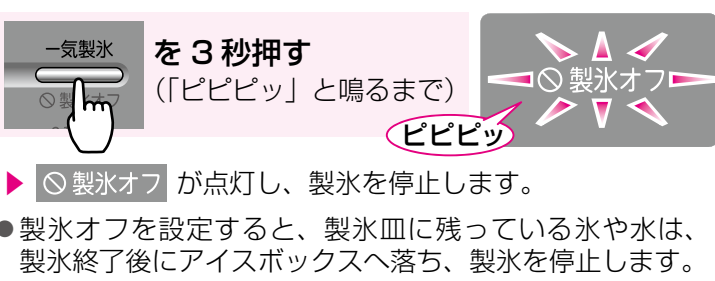 一気製氷 を 3 秒押す
(「ピピピッ」と鳴るまで)
製氷オフ
製氷オフ
ピピピッ
▶ 製氷オフ が点灯し、製氷を停止します。
●製氷オフを設定すると、製氷皿に残っている氷や水は、
製氷終了後にアイスボックスへ落ち、製氷を停止します。